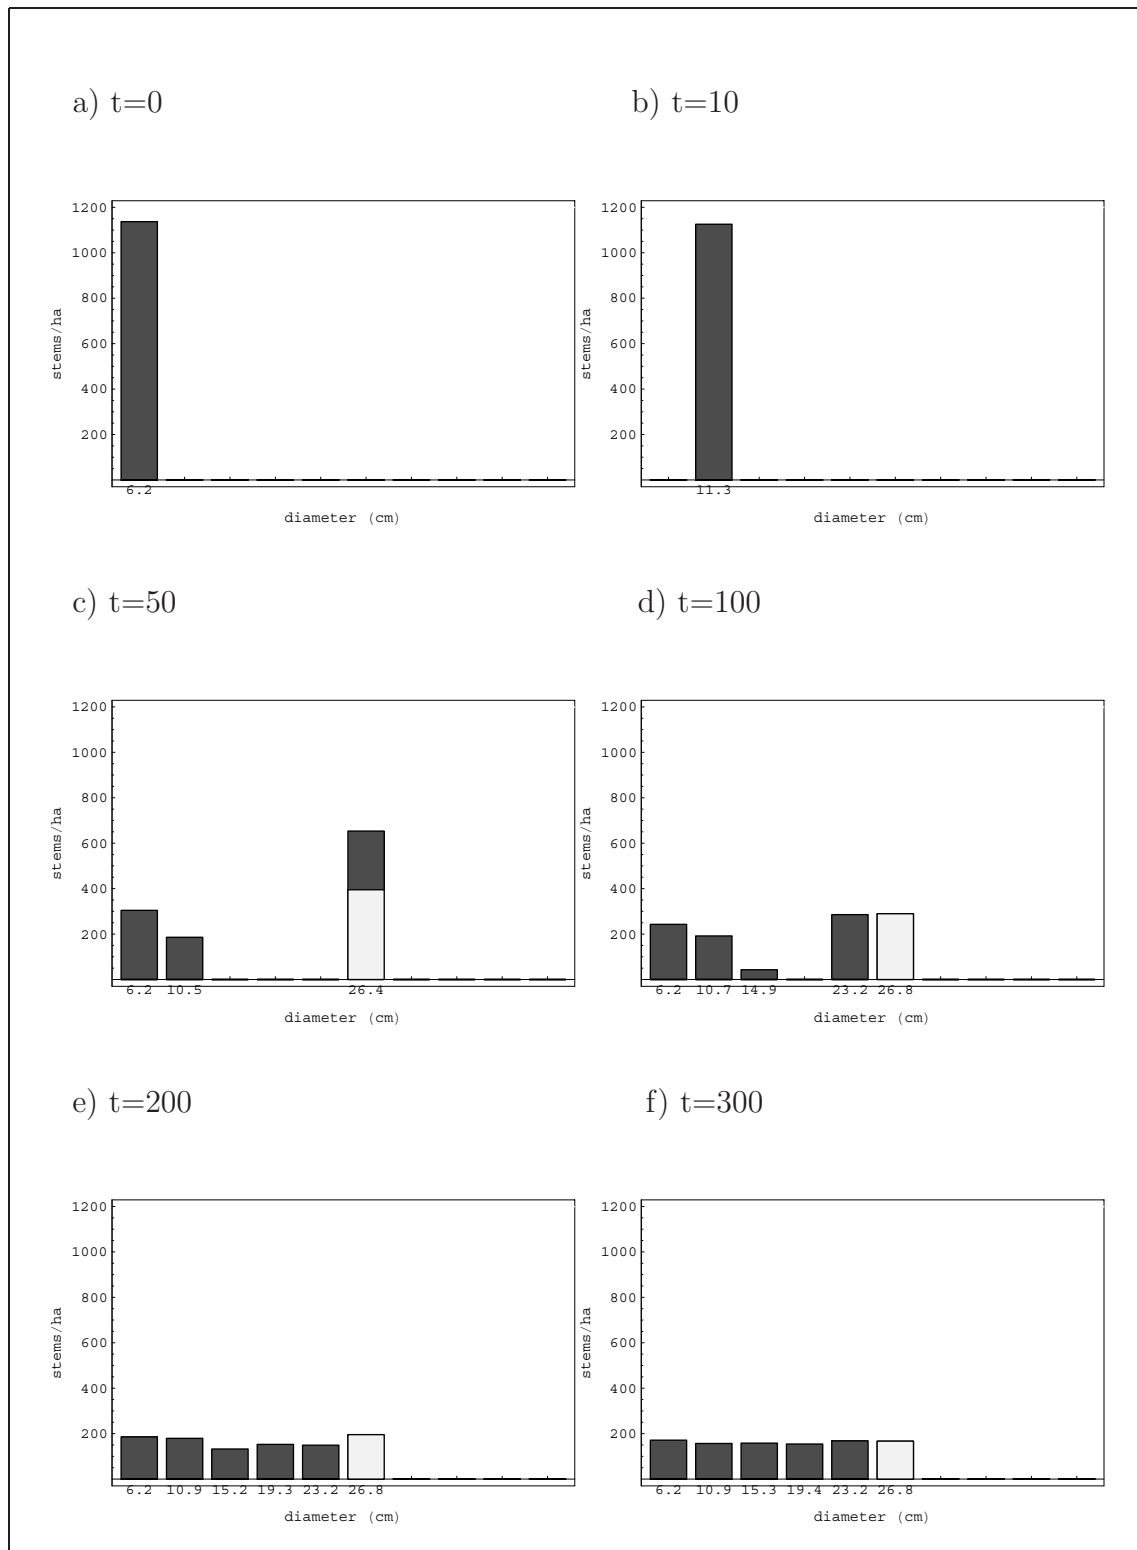 a) t=0
1200
1000
800
600
400
200
stems/ha
6.2
diameter (cm)
b) t=10
1200
1000
800
600
400
200
stems/ha
11.3
diameter (cm)
c) t=50
1200
1000
800
600
400
200
stems/ha
6.2 10.5 26.4
diameter (cm)
d) t=100
1200
1000
800
600
400
200
stems/ha
6.2 10.7 14.9 23.2 26.8
diameter (cm)
e) t=200
1200
1000
800
600
400
200
stems/ha
6.2 10.9 15.2 19.3 23.2 26.8
diameter (cm)
f) t=300
1200
1000
800
600
400
200
stems/ha
6.2 10.9 15.3 19.4 23.2 26.8
diameter (cm)